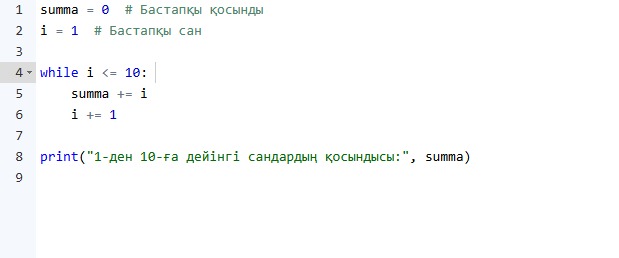 1 summa = 0  # Бастапқы қосынды
2 i = 1  # Бастапқы сан
3
4 while i <= 10:
5     summa += i
6     i += 1
7
8 print("1-ден 10-ға дейінгі сандардың қосындысы:", summa)
9